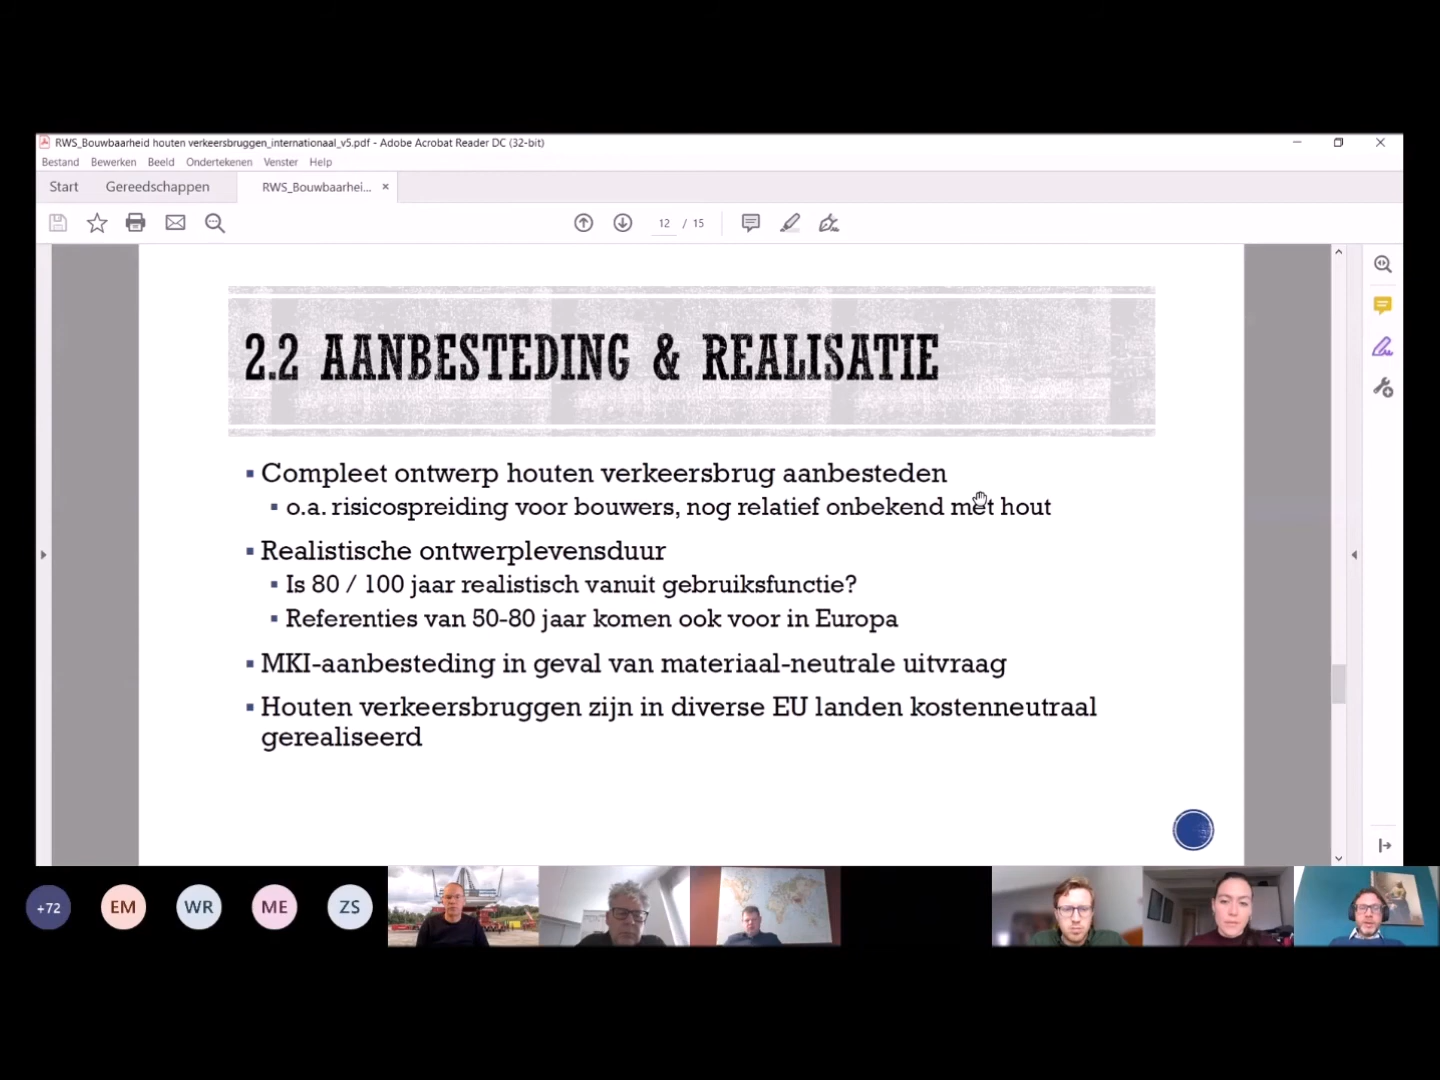 RWS_Bouwbaarheid houten verkeersbruggen_internationaal_v5.pdf - Adobe Acrobat Reader DC (32-bit)
Bestand Bewerken Beeld Ondertekenen Venster Help
Start Gereedschappen RWS_Bouwbaarhei... ×
12 / 15
2.2 AANBESTEDING & REALISATIE
▪ Compleet ontwerp houten verkeersbrug aanbesteden
▪ o.a. risicospreiding voor bouwers, nog relatief onbekend met hout
▪ Realistische ontwerplevensduur
▪ Is 80 / 100 jaar realistisch vanuit gebruiksfunctie?
▪ Referenties van 50-80 jaar komen ook voor in Europa
▪ MKI-aanbesteding in geval van materiaal-neutrale uitvraag
▪ Houten verkeersbruggen zijn in diverse EU landen kostenneutraal
gerealiseerd
+72 EM WR ME ZS